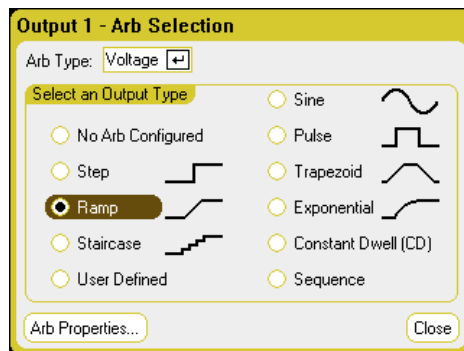 Output 1 - Arb Selection
Arb Type: Voltage
Select an Output Type
No Arb Configured
Step
Ramp
Staircase
User Defined
Sine
Pulse
Trapezoid
Exponential
Constant Dwell (CD)
Sequence
Arb Properties...
Close